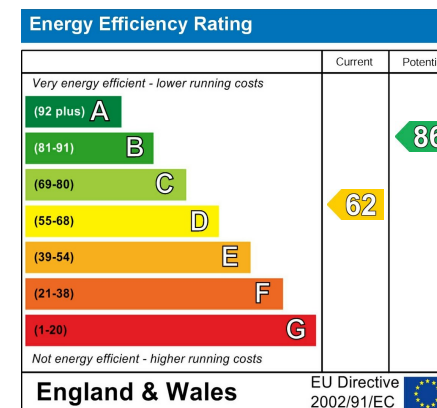 Energy Efficiency Rating
Current Potenti
Very energy efficient - lower running costs
(92 plus) A
(81-91) B
86
(69-80) C
(55-68) D
62
(39-54) E
(21-38) F
(1-20) G
Not energy efficient - higher running costs
England & Wales
EU Directive
2002/91/EC